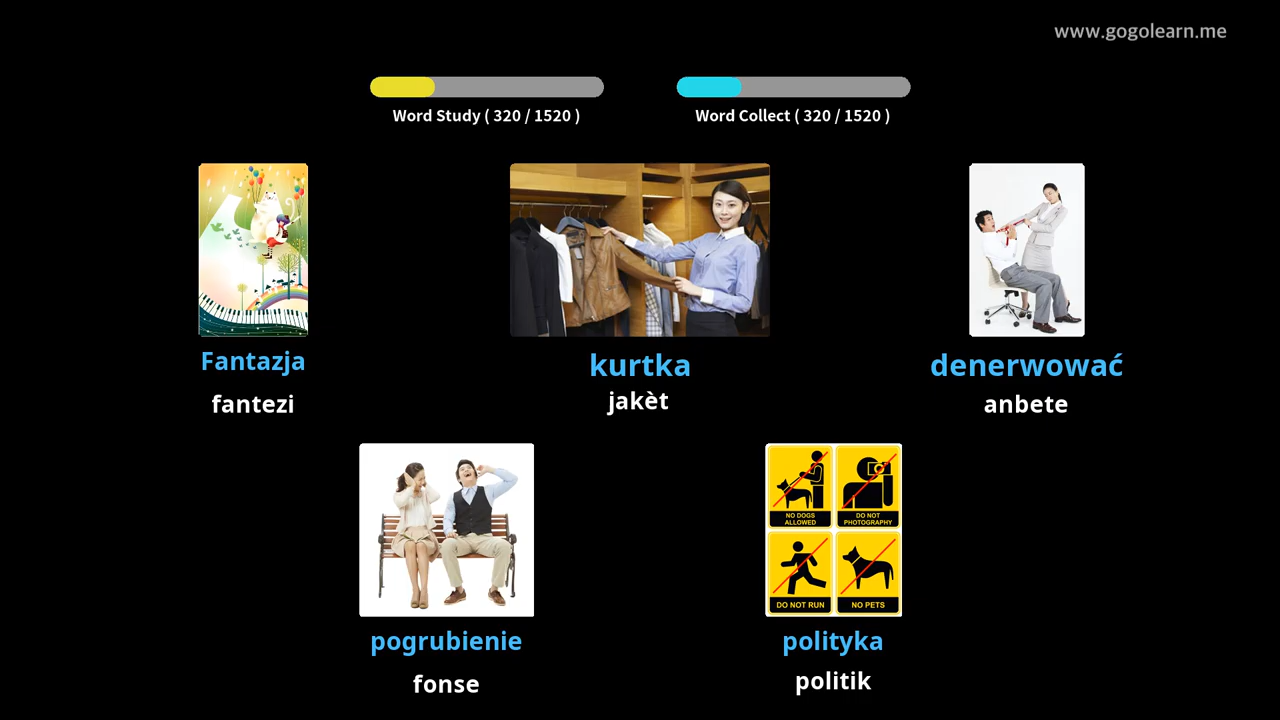 www.gogolearn.me
Word Study ( 320 / 1520 )
Word Collect ( 320 / 1520 )
Fantazja
fantezi
kurtka
jakèt
denerwować
anbete
NO DOGS
ALLOWED
DO NOT
PHOTOGRAPHY
DO NOT RUN
NO PETS
pogrubienie
fonse
polityka
politik